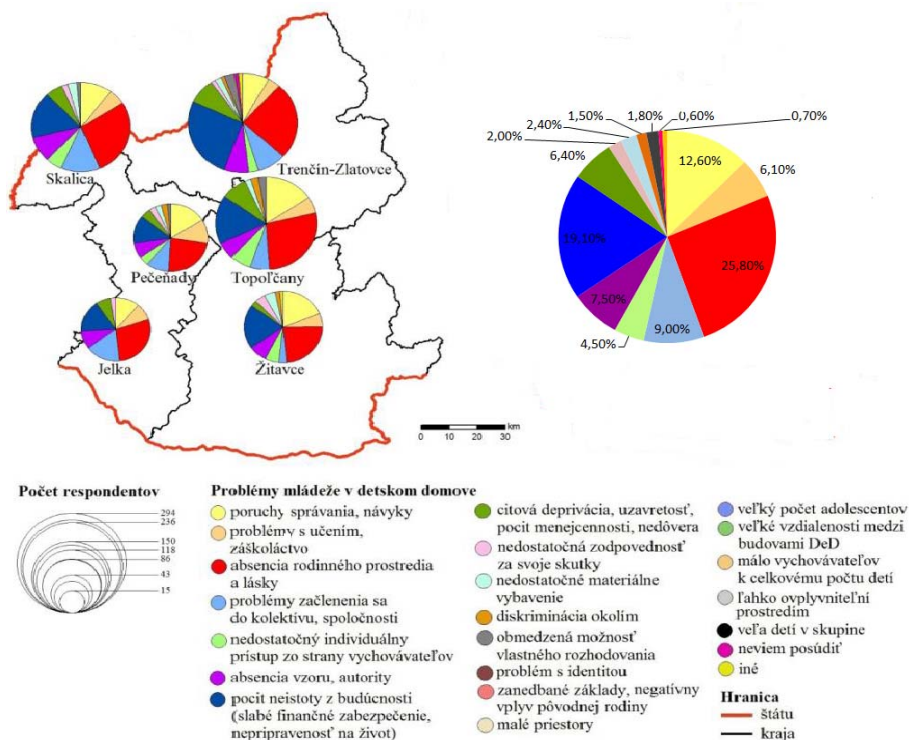 Skalica
Trenčín-Zlatovce
Pečeňady
Topoľčany
Jelka
Žitavce
km
0 10 20 30
0,60%
1,80%
0,70%
1,50%
2,40%
2,00%
6,40%
12,60%
6,10%
19,10%
25,80%
7,50%
9,00%
4,50%
Počet respondentov
294
236
150
118
86
43
15
Problémy mládeže v detskom domove
poruchy správania, návyky
problémy s učením,
záškoláctvo
absencia rodinného prostredia
a lásky
problémy začlenenia sa
do kolektívu, spoločnosti
nedostatočný individuálny
prístup zo strany vychovávateľov
absencia vzoru, autority
pocit neistoty z budúcnosti
(slabé finančné zabezpečenie,
nepripravenosť na život)
citová deprivácia, uzavretosť,
pocit menejcennosti, nedôvera
nedostatočná zodpovednosť
za svoje skutky
nedostatočné materiálne
vybavenie
diskriminácia okolím
obmedzená možnosť
vlastného rozhodovania
problém s identitou
zanedbané základy, negatívny
vplyv pôvodnej rodiny
malé priestory
veľký počet adolescentov
veľké vzdialenosti medzi
budovami DeD
málo vychovávateľov
k celkovému počtu detí
ľahko ovplyvniteľní
prostredím
veľa detí v skupine
neviem posúdiť
iné
Hranica
štátu
kraja